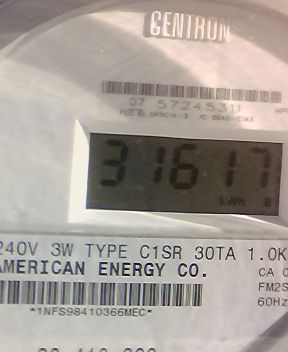 CENTRON
07 57245311
31617
kWh
240V 3W TYPE C1SR 30TA 1.0K
AMERICAN ENERGY CO.
CA
FM2S
60Hz
*1NFS98410366MEC*